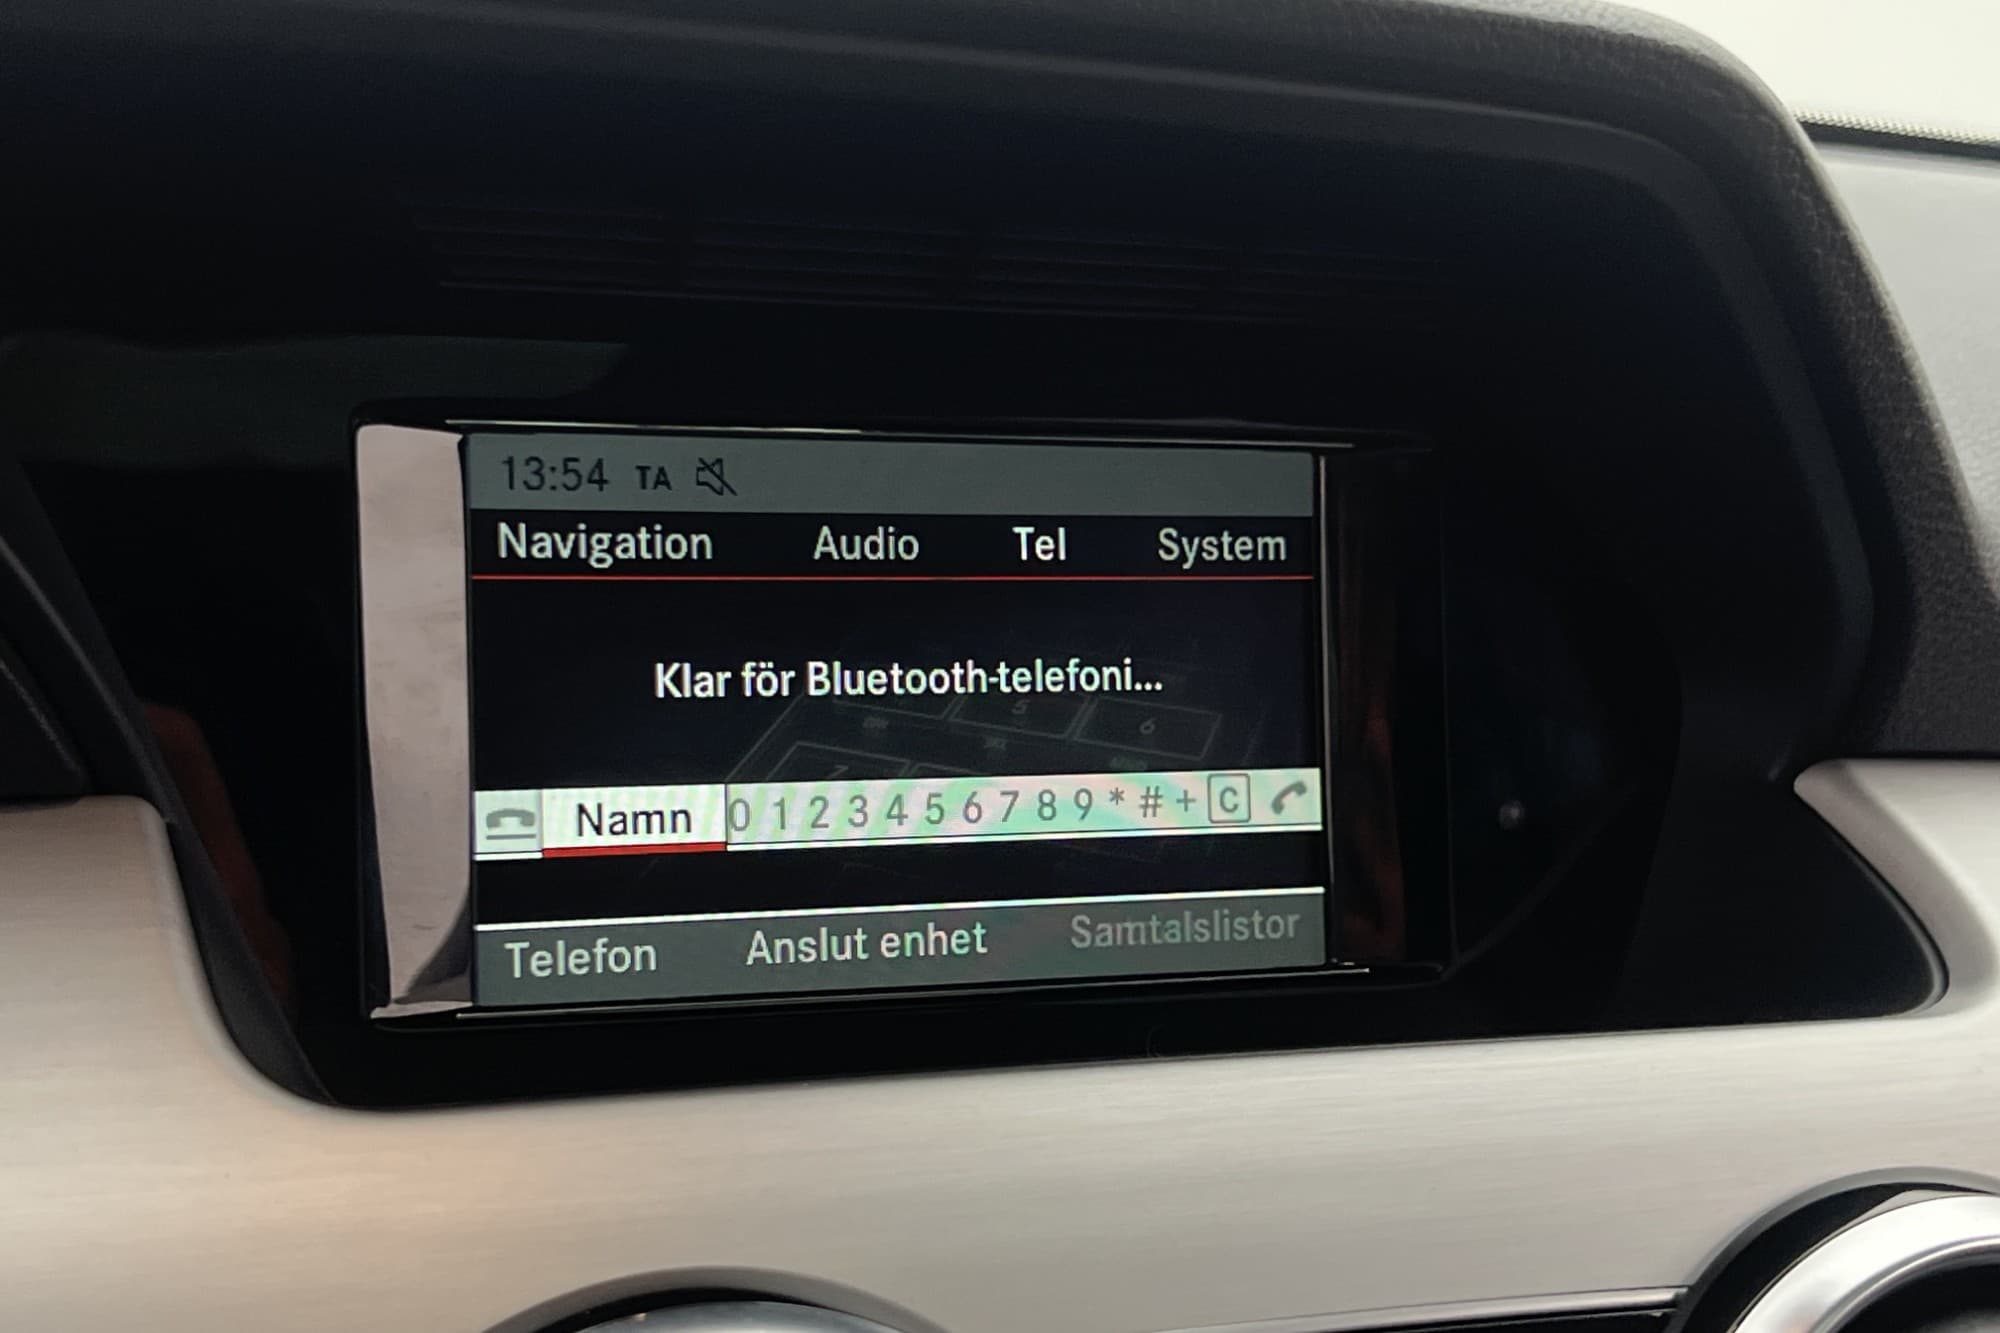 13:54 TA
Navigation Audio Tel System
Klar för Bluetooth-telefoni...
Namn 0 1 2 3 4 5 6 7 8 9 * # + C
Telefon Anslut enhet Samtalslistor